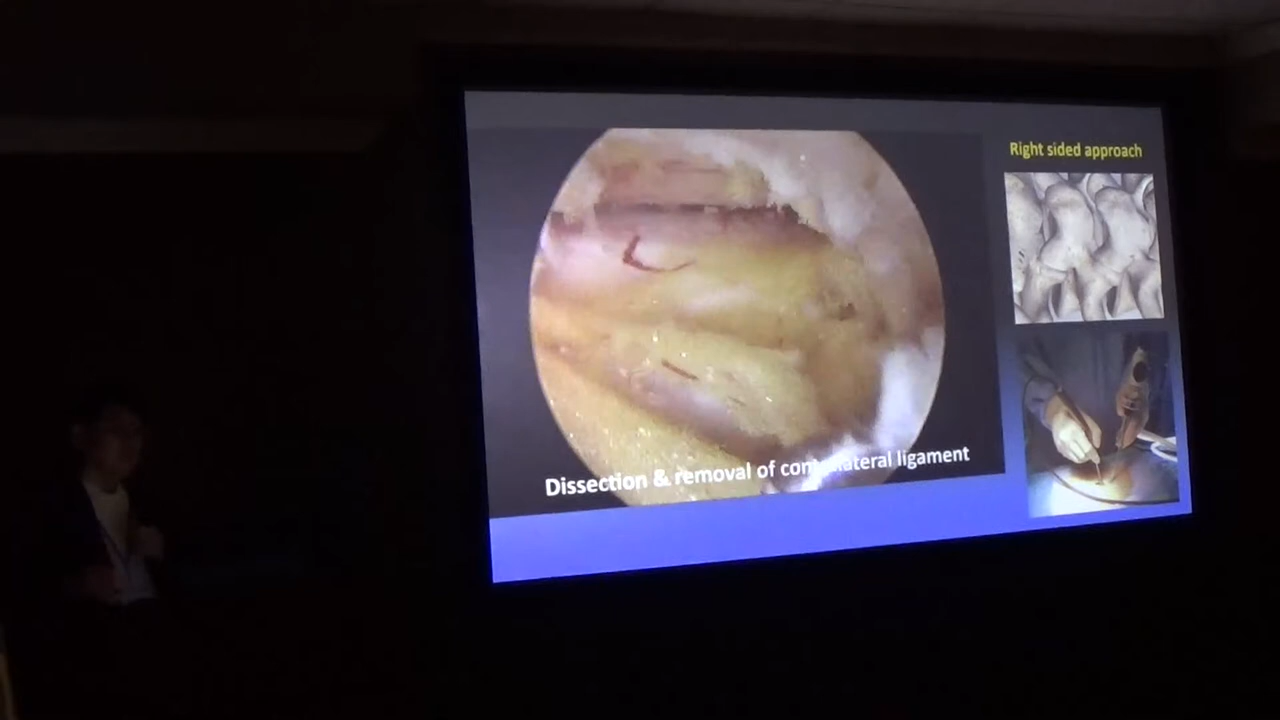 Right sided approach
Dissection & removal of contralateral ligament